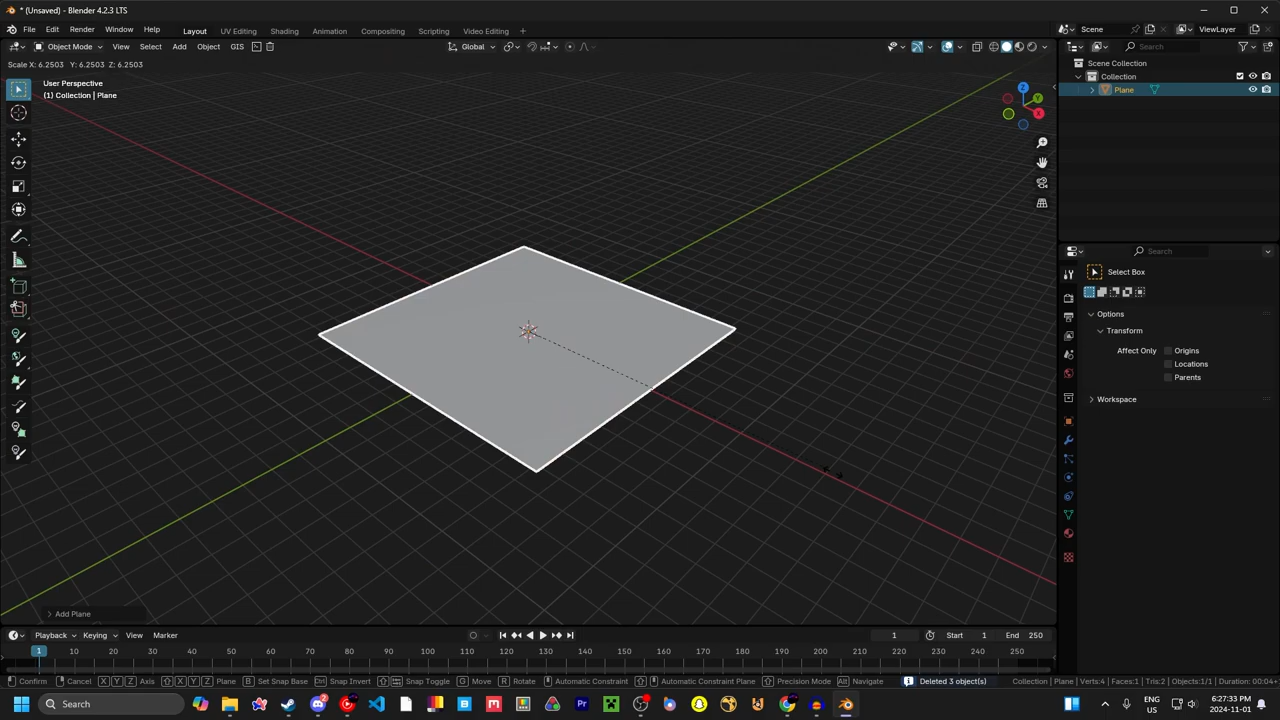 * (Unsaved) - Blender 4.2.3 LTS
File Edit Render Window Help Layout UV Editing Shading Animation Compositing Scripting Video Editing + Scene ViewLayer
Object Mode View Select Add Object GIS Global Search
Scale X: 6.2503 Y: 6.2503 Z: 6.2503
Scene Collection
User Perspective
(1) Collection | Plane
Collection
Plane
Z
Y
X
Search
Select Box
Options
Transform
Affect Only Origins
Locations
Parents
Workspace
Add Plane
Playback Keying View Marker 1 Start 1 End 250
1 10 20 30 40 50 60 70 80 90 100 110 120 130 140 150 160 170 180 190 200 210 220 230 240 250
Confirm Cancel X Y Z Axis X Y Z Plane B Set Snap Base Snap Invert Snap Toggle G Move R Rotate Automatic Constraint Automatic Constraint Plane Precision Mode Alt Navigate Deleted 3 object(s) Collection | Plane Verts:4 Faces:1 Tris:2 Objects:1/1 Duration: 00:04+
Search
ENG
US
6:27:33 PM
2024-11-01